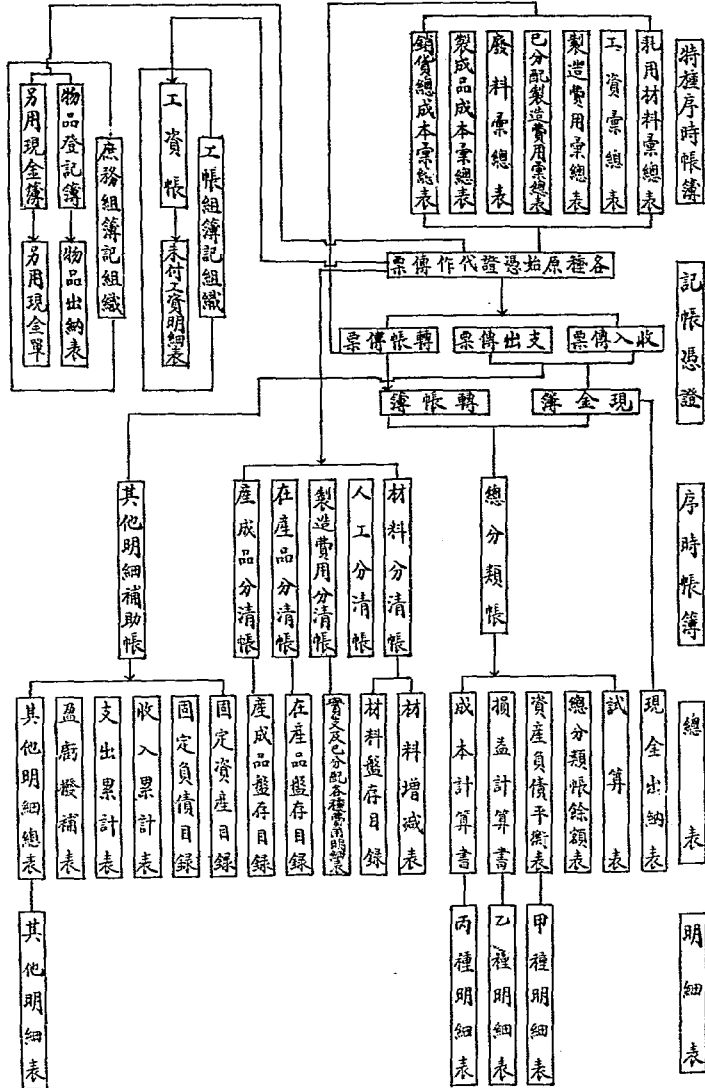 特種序時帳簿
用材料彙總表
工資彙總表
製造費用彙總表
已分配製造費用彙總表
廢料彙總表
製成品成本彙總表
銷貨總成本彙總表
工帳組簿記組織
工資帳
未付工資明細表
庶務組簿記組織
物品登記簿
物品出納表
另用現金簿
另用現金單
記帳憑證
各種原始憑證代作傳票
收入傳票
支出傳票
轉帳傳票
現金簿
轉帳簿
序時帳簿
總分類帳
材料分清帳
人工分清帳
製造費用分清帳
在產品分清帳
產成品分清帳
其他明細補助帳
總表
現金出納表
試算表
總分類帳餘額表
資產負債平衡表
損益計算書
成本計算書
材料增減表
材料盤存目錄
實支及已分配各種費用明細表
在產品盤存目錄
產成品盤存目錄
固定資產目錄
固定負債目錄
收入累計表
支出累計表
盈虧撥補表
其他明細總表
明細表
甲種明細表
乙種明細表
丙種明細表
其他明細表